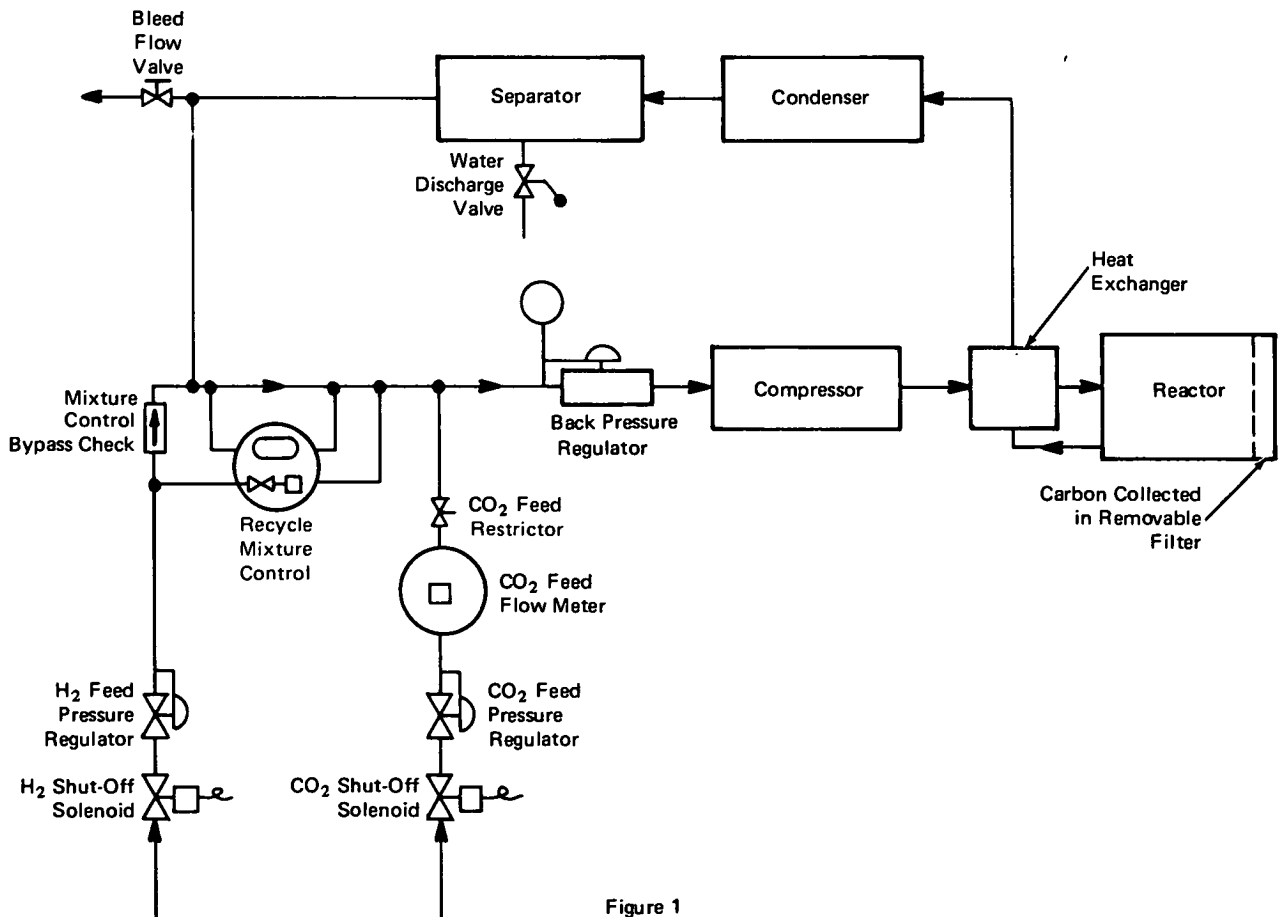 Bleed
Flow
Valve
Separator
Condenser
Water
Discharge
Valve
Heat
Exchanger
Mixture
Control
Bypass Check
Back Pressure
Regulator
Compressor
Reactor
Recycle
Mixture
Control
CO2 Feed
Restrictor
Carbon Collected
in Removable
Filter
CO2 Feed
Flow Meter
H2 Feed
Pressure
Regulator
CO2 Feed
Pressure
Regulator
H2 Shut-Off
Solenoid
CO2 Shut-Off
Solenoid
Figure 1